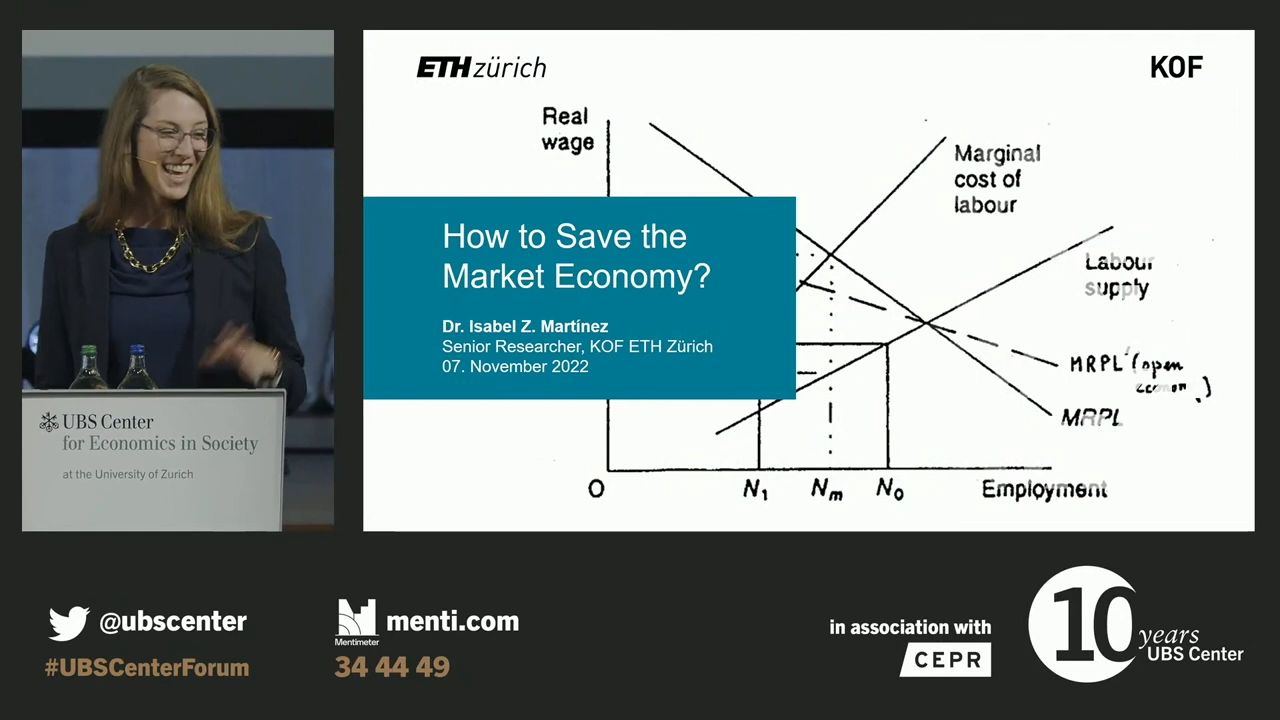 UBS Center
for Economics in Society
at the University of Zurich
ETH zürich
KOF
Real
wage
Marginal
cost of
labour
How to Save the
Market Economy?
Labour
supply
Dr. Isabel Z. Martínez
Senior Researcher, KOF ETH Zürich
07. November 2022
MRPL' (open
MRPL
O
N1
Nm
N0
Employment
@ubscenter
#UBSCenterForum
Mentimeter
menti.com
34 44 49
in association with
CEPR
10
years
UBS Center